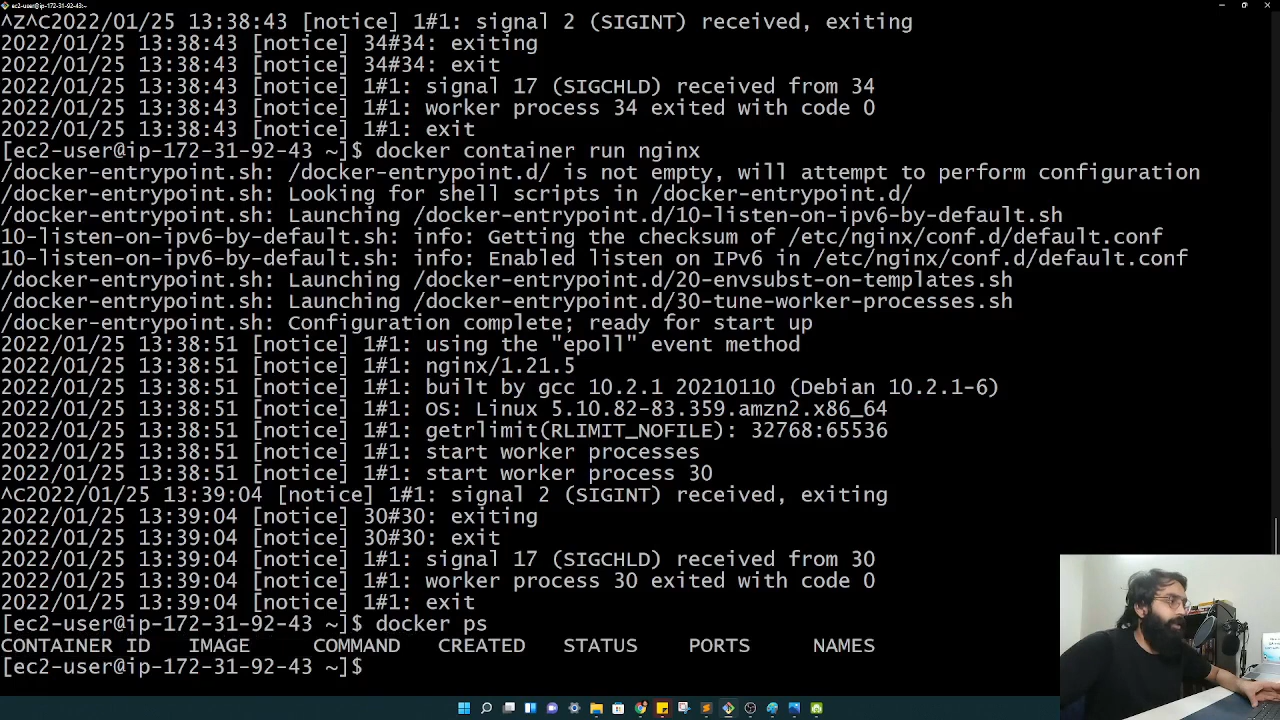 ec2-user@ip-172-31-92-43:~
^Z^C2022/01/25 13:38:43 [notice] 1#1: signal 2 (SIGINT) received, exiting
2022/01/25 13:38:43 [notice] 34#34: exiting
2022/01/25 13:38:43 [notice] 34#34: exit
2022/01/25 13:38:43 [notice] 1#1: signal 17 (SIGCHLD) received from 34
2022/01/25 13:38:43 [notice] 1#1: worker process 34 exited with code 0
2022/01/25 13:38:43 [notice] 1#1: exit
[ec2-user@ip-172-31-92-43 ~]$ docker container run nginx
/docker-entrypoint.sh: /docker-entrypoint.d/ is not empty, will attempt to perform configuration
/docker-entrypoint.sh: Looking for shell scripts in /docker-entrypoint.d/
/docker-entrypoint.sh: Launching /docker-entrypoint.d/10-listen-on-ipv6-by-default.sh
10-listen-on-ipv6-by-default.sh: info: Getting the checksum of /etc/nginx/conf.d/default.conf
10-listen-on-ipv6-by-default.sh: info: Enabled listen on IPv6 in /etc/nginx/conf.d/default.conf
/docker-entrypoint.sh: Launching /docker-entrypoint.d/20-envsubst-on-templates.sh
/docker-entrypoint.sh: Launching /docker-entrypoint.d/30-tune-worker-processes.sh
/docker-entrypoint.sh: Configuration complete; ready for start up
2022/01/25 13:38:51 [notice] 1#1: using the "epoll" event method
2022/01/25 13:38:51 [notice] 1#1: nginx/1.21.5
2022/01/25 13:38:51 [notice] 1#1: built by gcc 10.2.1 20210110 (Debian 10.2.1-6)
2022/01/25 13:38:51 [notice] 1#1: OS: Linux 5.10.82-83.359.amzn2.x86_64
2022/01/25 13:38:51 [notice] 1#1: getrlimit(RLIMIT_NOFILE): 32768:65536
2022/01/25 13:38:51 [notice] 1#1: start worker processes
2022/01/25 13:38:51 [notice] 1#1: start worker process 30
^C2022/01/25 13:39:04 [notice] 1#1: signal 2 (SIGINT) received, exiting
2022/01/25 13:39:04 [notice] 30#30: exiting
2022/01/25 13:39:04 [notice] 30#30: exit
2022/01/25 13:39:04 [notice] 1#1: signal 17 (SIGCHLD) received from 30
2022/01/25 13:39:04 [notice] 1#1: worker process 30 exited with code 0
2022/01/25 13:39:04 [notice] 1#1: exit
[ec2-user@ip-172-31-92-43 ~]$ docker ps
CONTAINER ID   IMAGE     COMMAND   CREATED   STATUS    PORTS     NAMES
[ec2-user@ip-172-31-92-43 ~]$